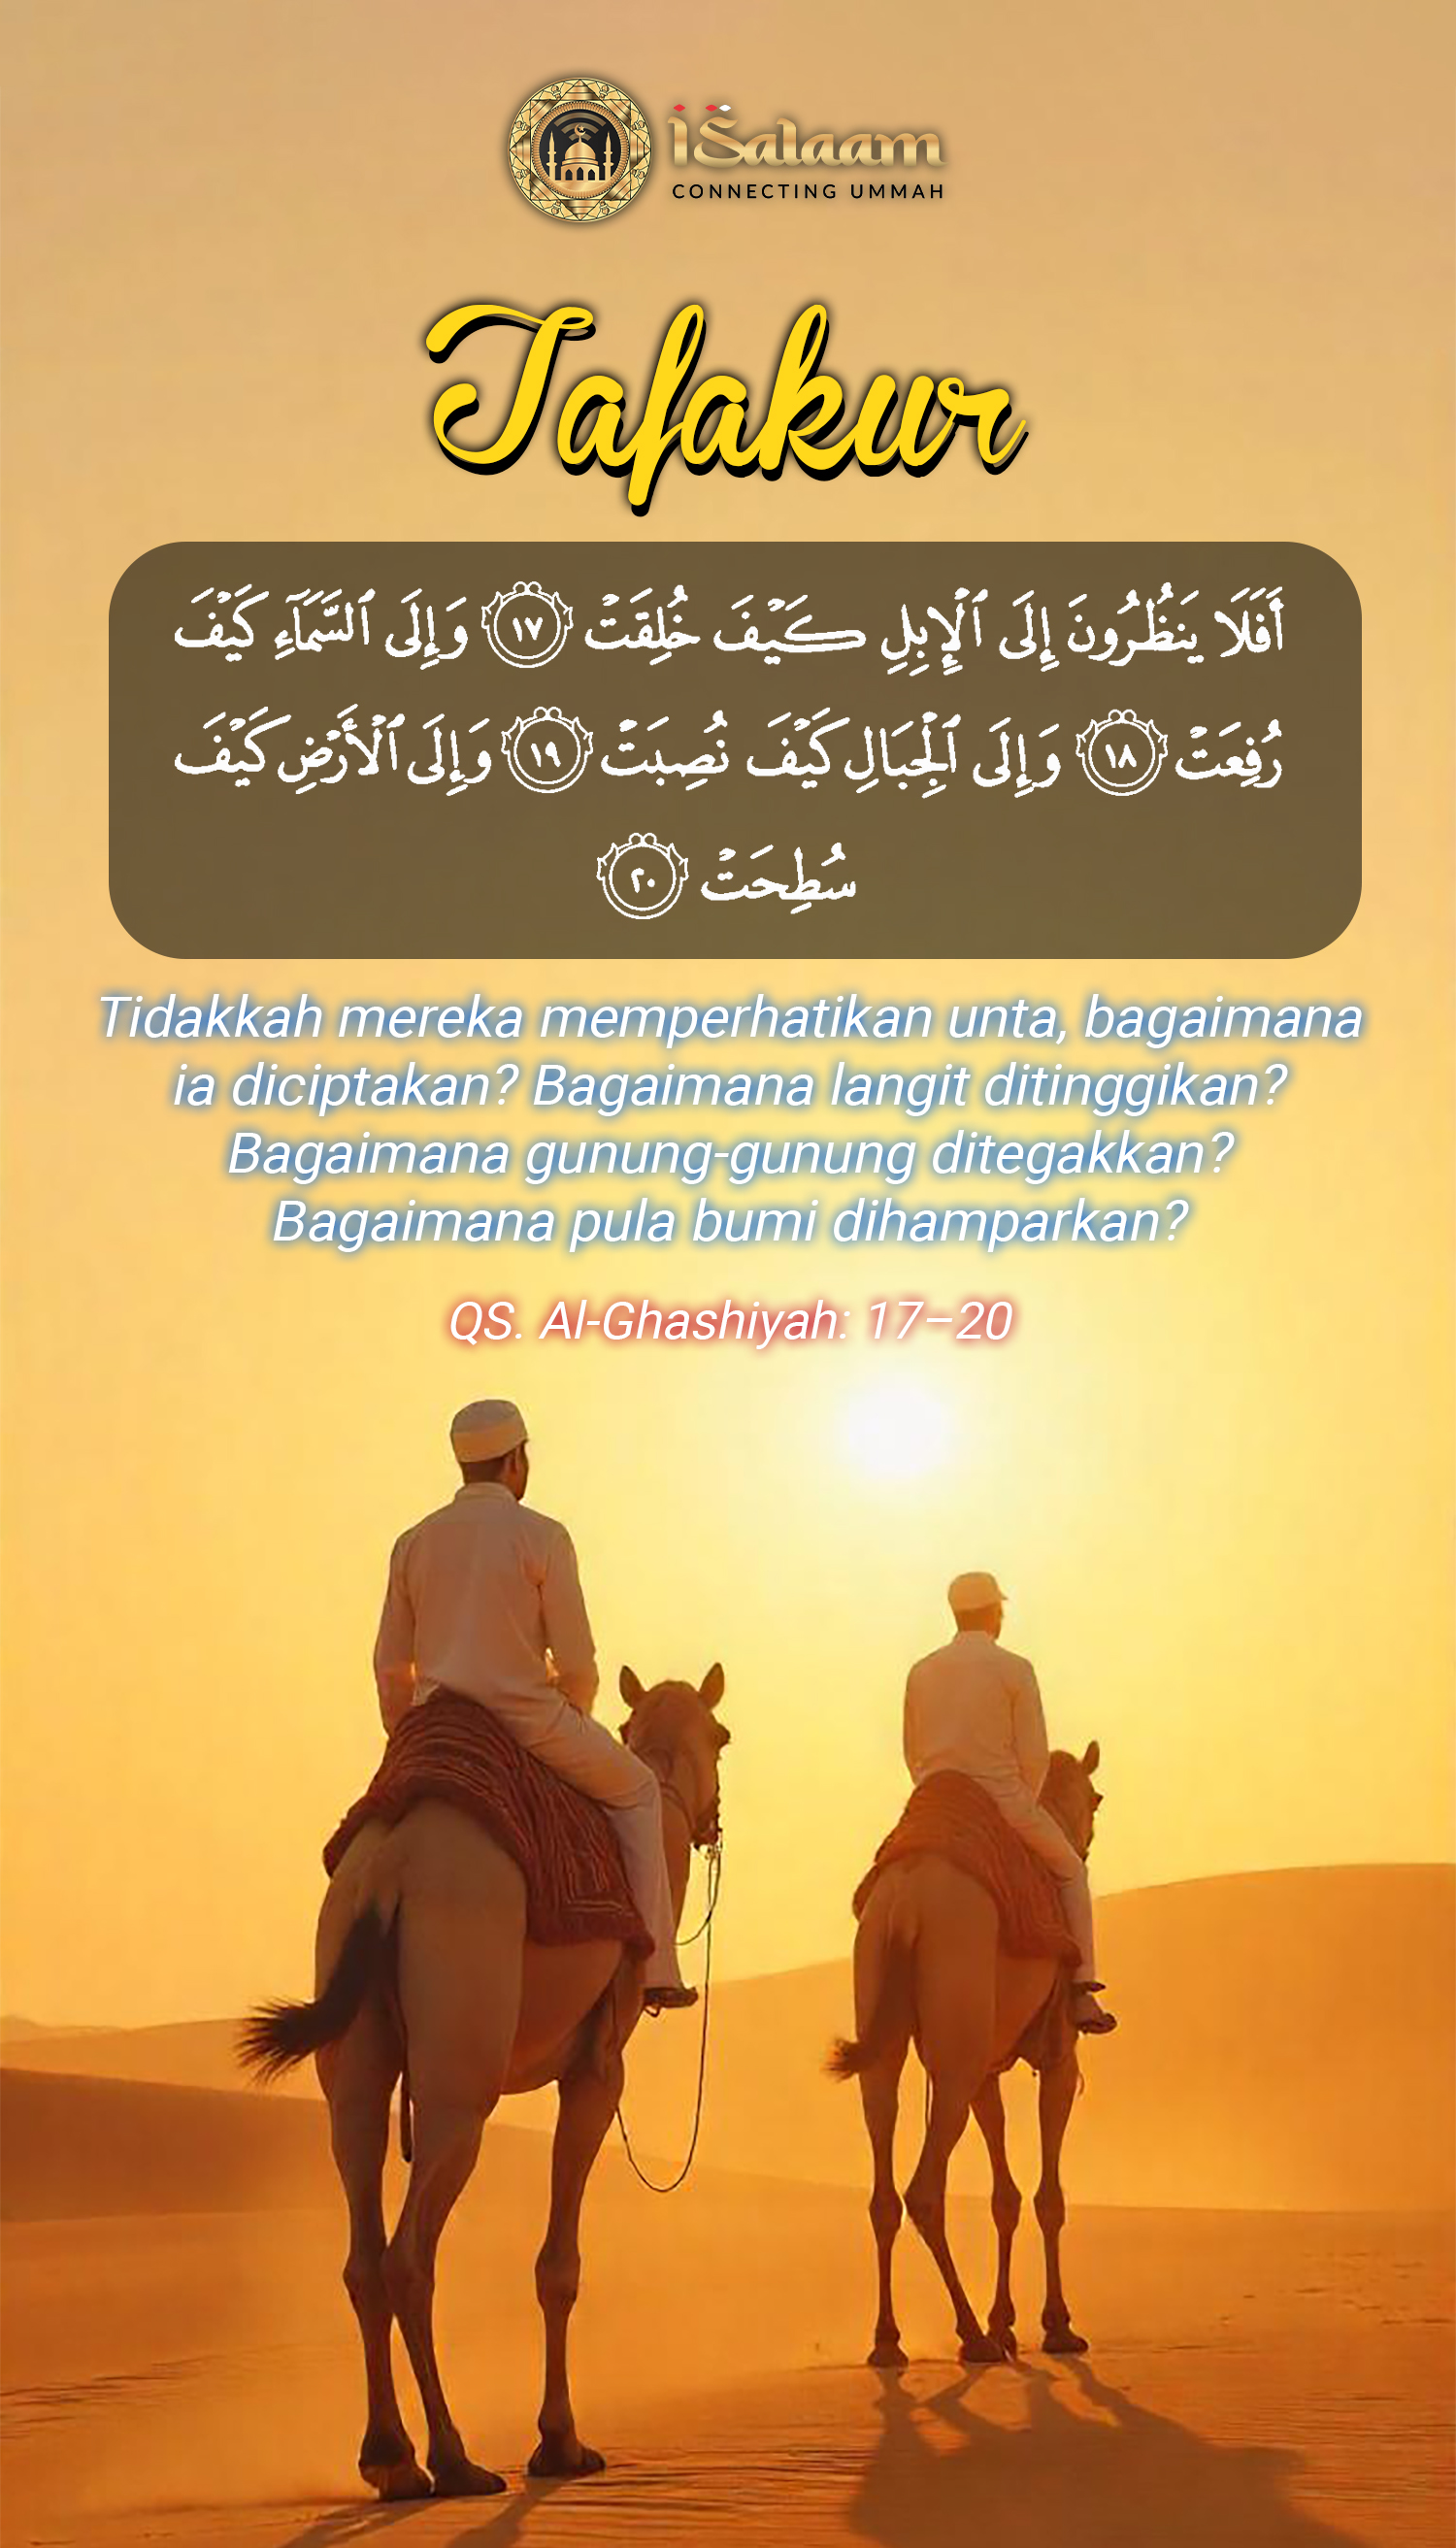 iSalaam
CONNECTING UMMAH
Tafakur
أَفَلَا يَنظُرُونَ إِلَى ٱلْإِبِلِ كَيْفَ خُلِقَتْ ١٧ وَإِلَى ٱلسَّمَآءِ كَيْفَ
رُفِعَتْ ١٨ وَإِلَى ٱلْجِبَالِ كَيْفَ نُصِبَتْ ١٩ وَإِلَى ٱلْأَرْضِ كَيْفَ
سُطِحَتْ ٢٠
Tidakkah mereka memperhatikan unta, bagaimana
ia diciptakan? Bagaimana langit ditinggikan?
Bagaimana gunung-gunung ditegakkan?
Bagaimana pula bumi dihamparkan?
QS. Al-Ghashiyah: 17–20